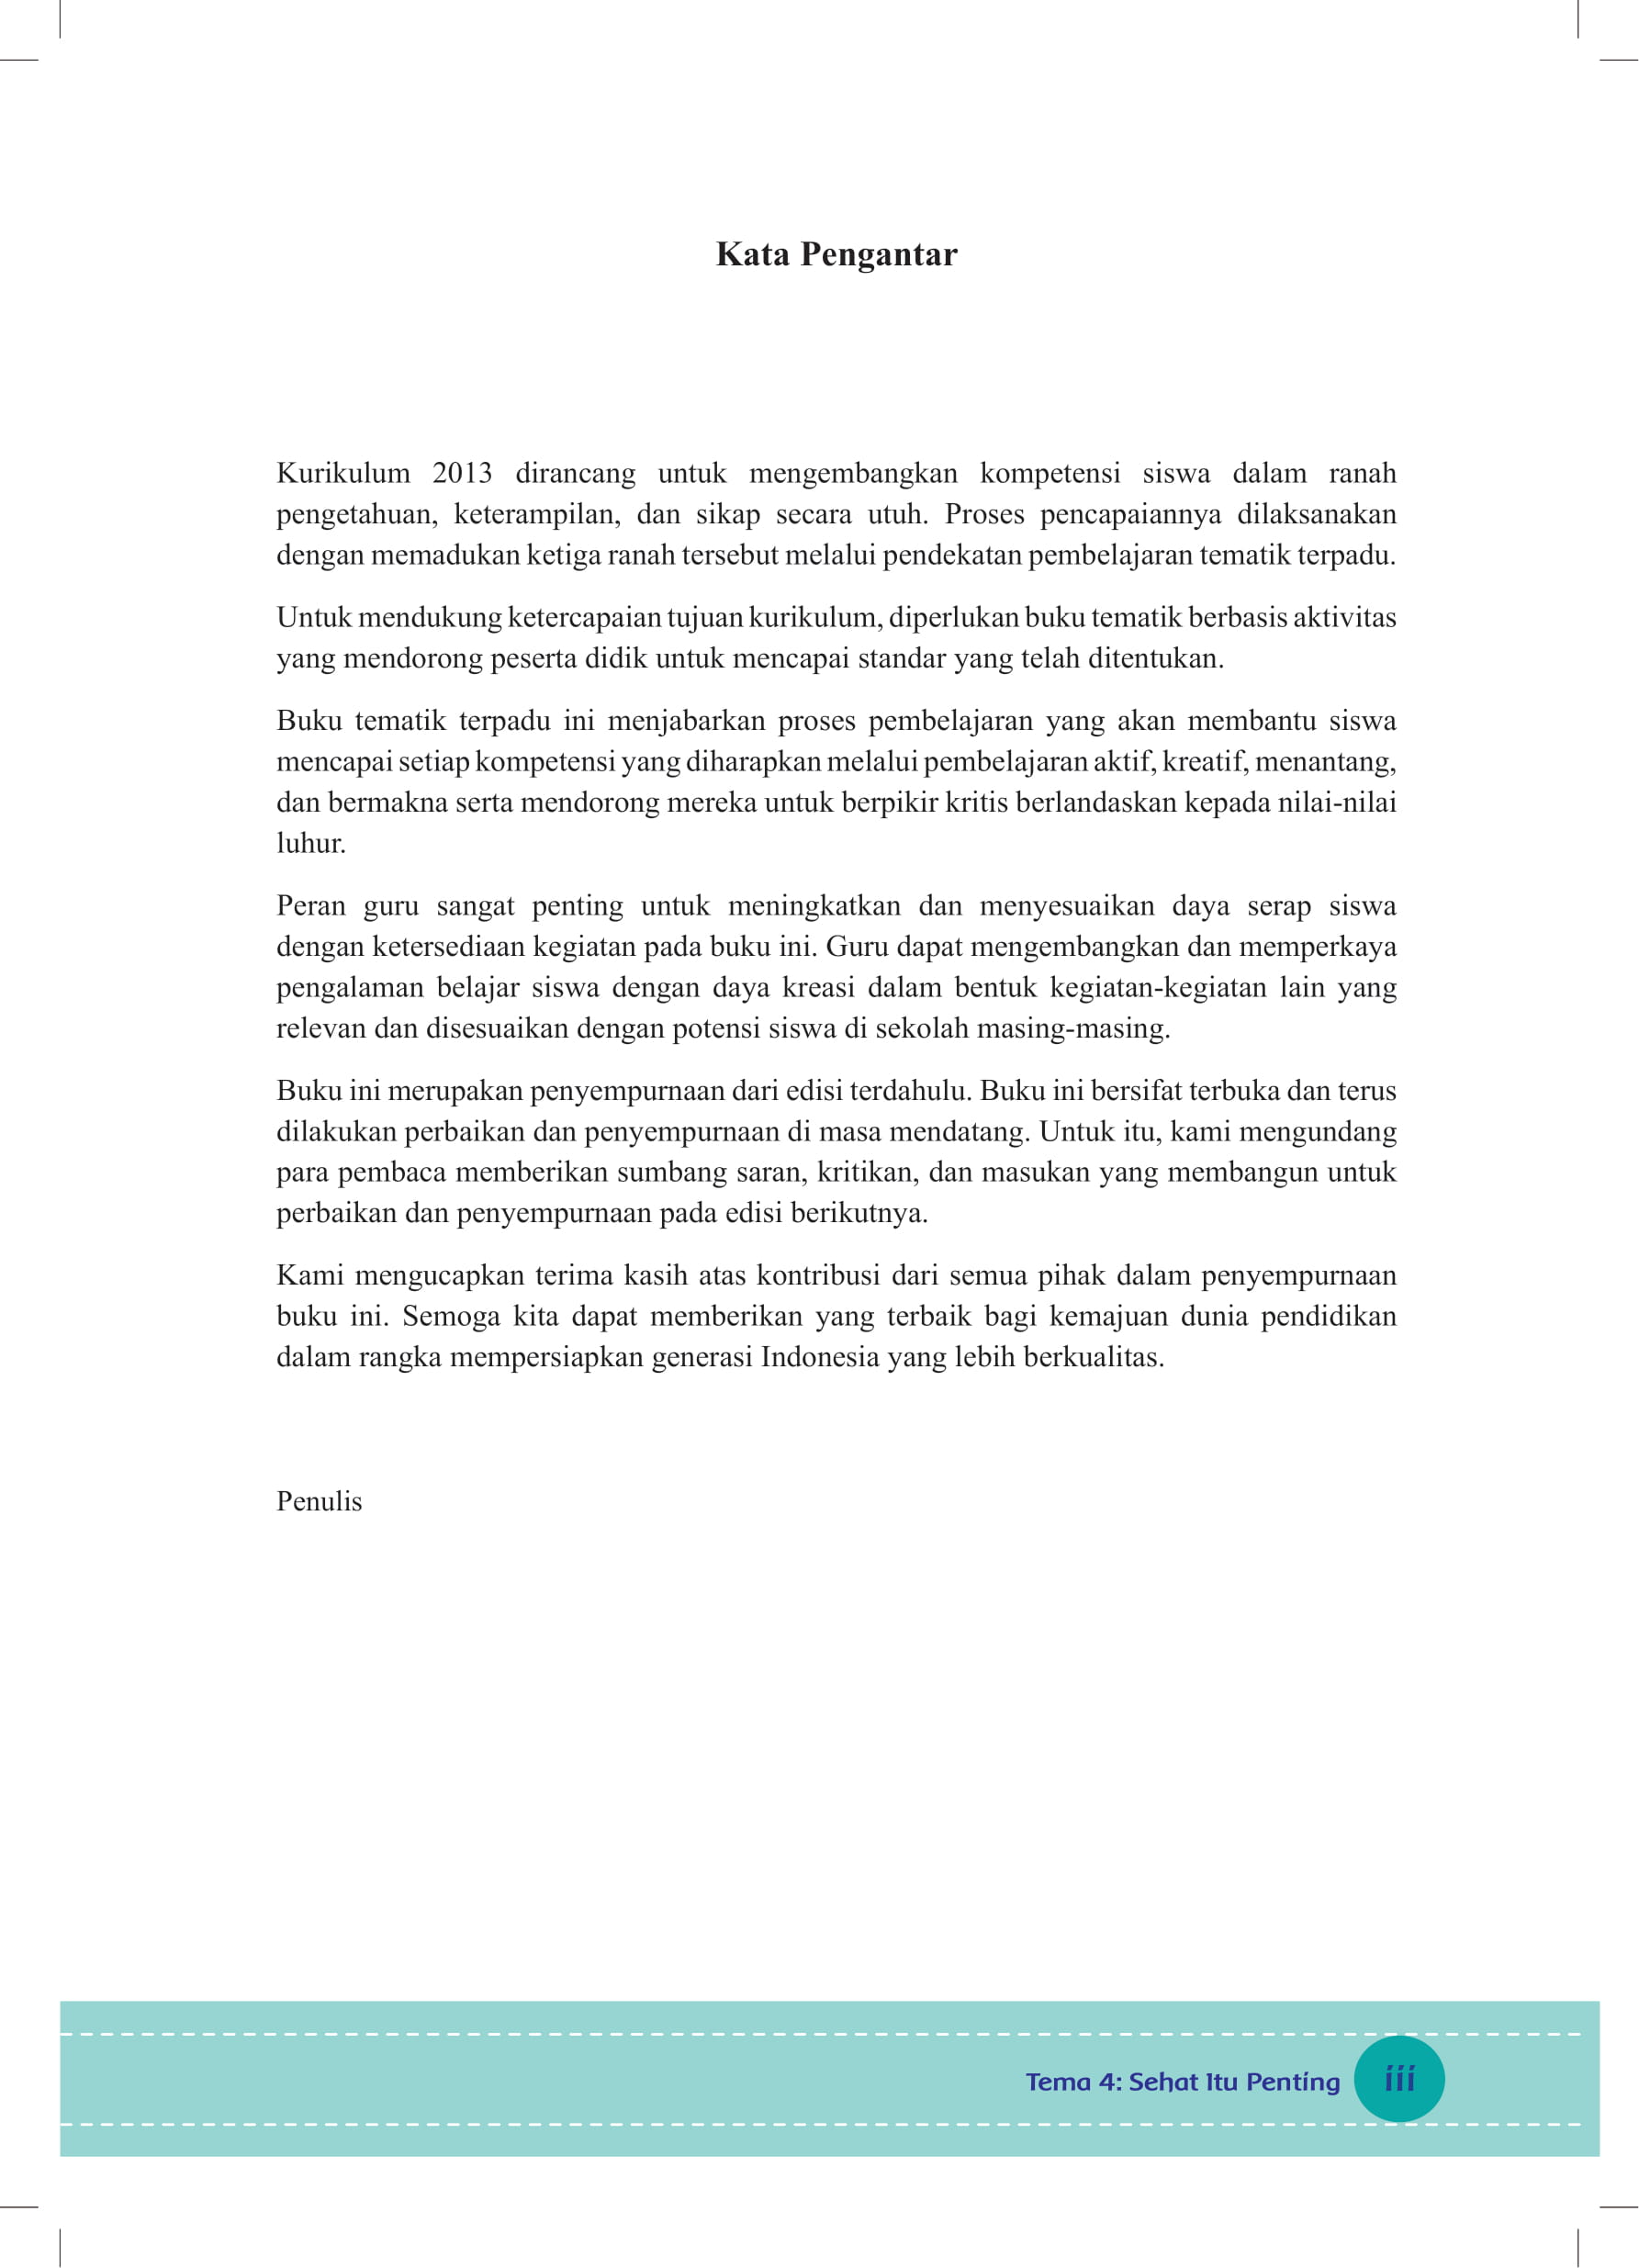 Kata Pengantar
Kurikulum 2013 dirancang untuk mengembangkan kompetensi siswa dalam ranah
pengetahuan, keterampilan, dan sikap secara utuh. Proses pencapaiannya dilaksanakan
dengan memadukan ketiga ranah tersebut melalui pendekatan pembelajaran tematik terpadu.
Untuk mendukung ketercapaian tujuan kurikulum, diperlukan buku tematik berbasis aktivitas
yang mendorong peserta didik untuk mencapai standar yang telah ditentukan.
Buku tematik terpadu ini menjabarkan proses pembelajaran yang akan membantu siswa
mencapai setiap kompetensi yang diharapkan melalui pembelajaran aktif, kreatif, menantang,
dan bermakna serta mendorong mereka untuk berpikir kritis berlandaskan kepada nilai-nilai
luhur.
Peran guru sangat penting untuk meningkatkan dan menyesuaikan daya serap siswa
dengan ketersediaan kegiatan pada buku ini. Guru dapat mengembangkan dan memperkaya
pengalaman belajar siswa dengan daya kreasi dalam bentuk kegiatan-kegiatan lain yang
relevan dan disesuaikan dengan potensi siswa di sekolah masing-masing.
Buku ini merupakan penyempurnaan dari edisi terdahulu. Buku ini bersifat terbuka dan terus
dilakukan perbaikan dan penyempurnaan di masa mendatang. Untuk itu, kami mengundang
para pembaca memberikan sumbang saran, kritikan, dan masukan yang membangun untuk
perbaikan dan penyempurnaan pada edisi berikutnya.
Kami mengucapkan terima kasih atas kontribusi dari semua pihak dalam penyempurnaan
buku ini. Semoga kita dapat memberikan yang terbaik bagi kemajuan dunia pendidikan
dalam rangka mempersiapkan generasi Indonesia yang lebih berkualitas.
Penulis
Tema 4: Sehat Itu Penting iii